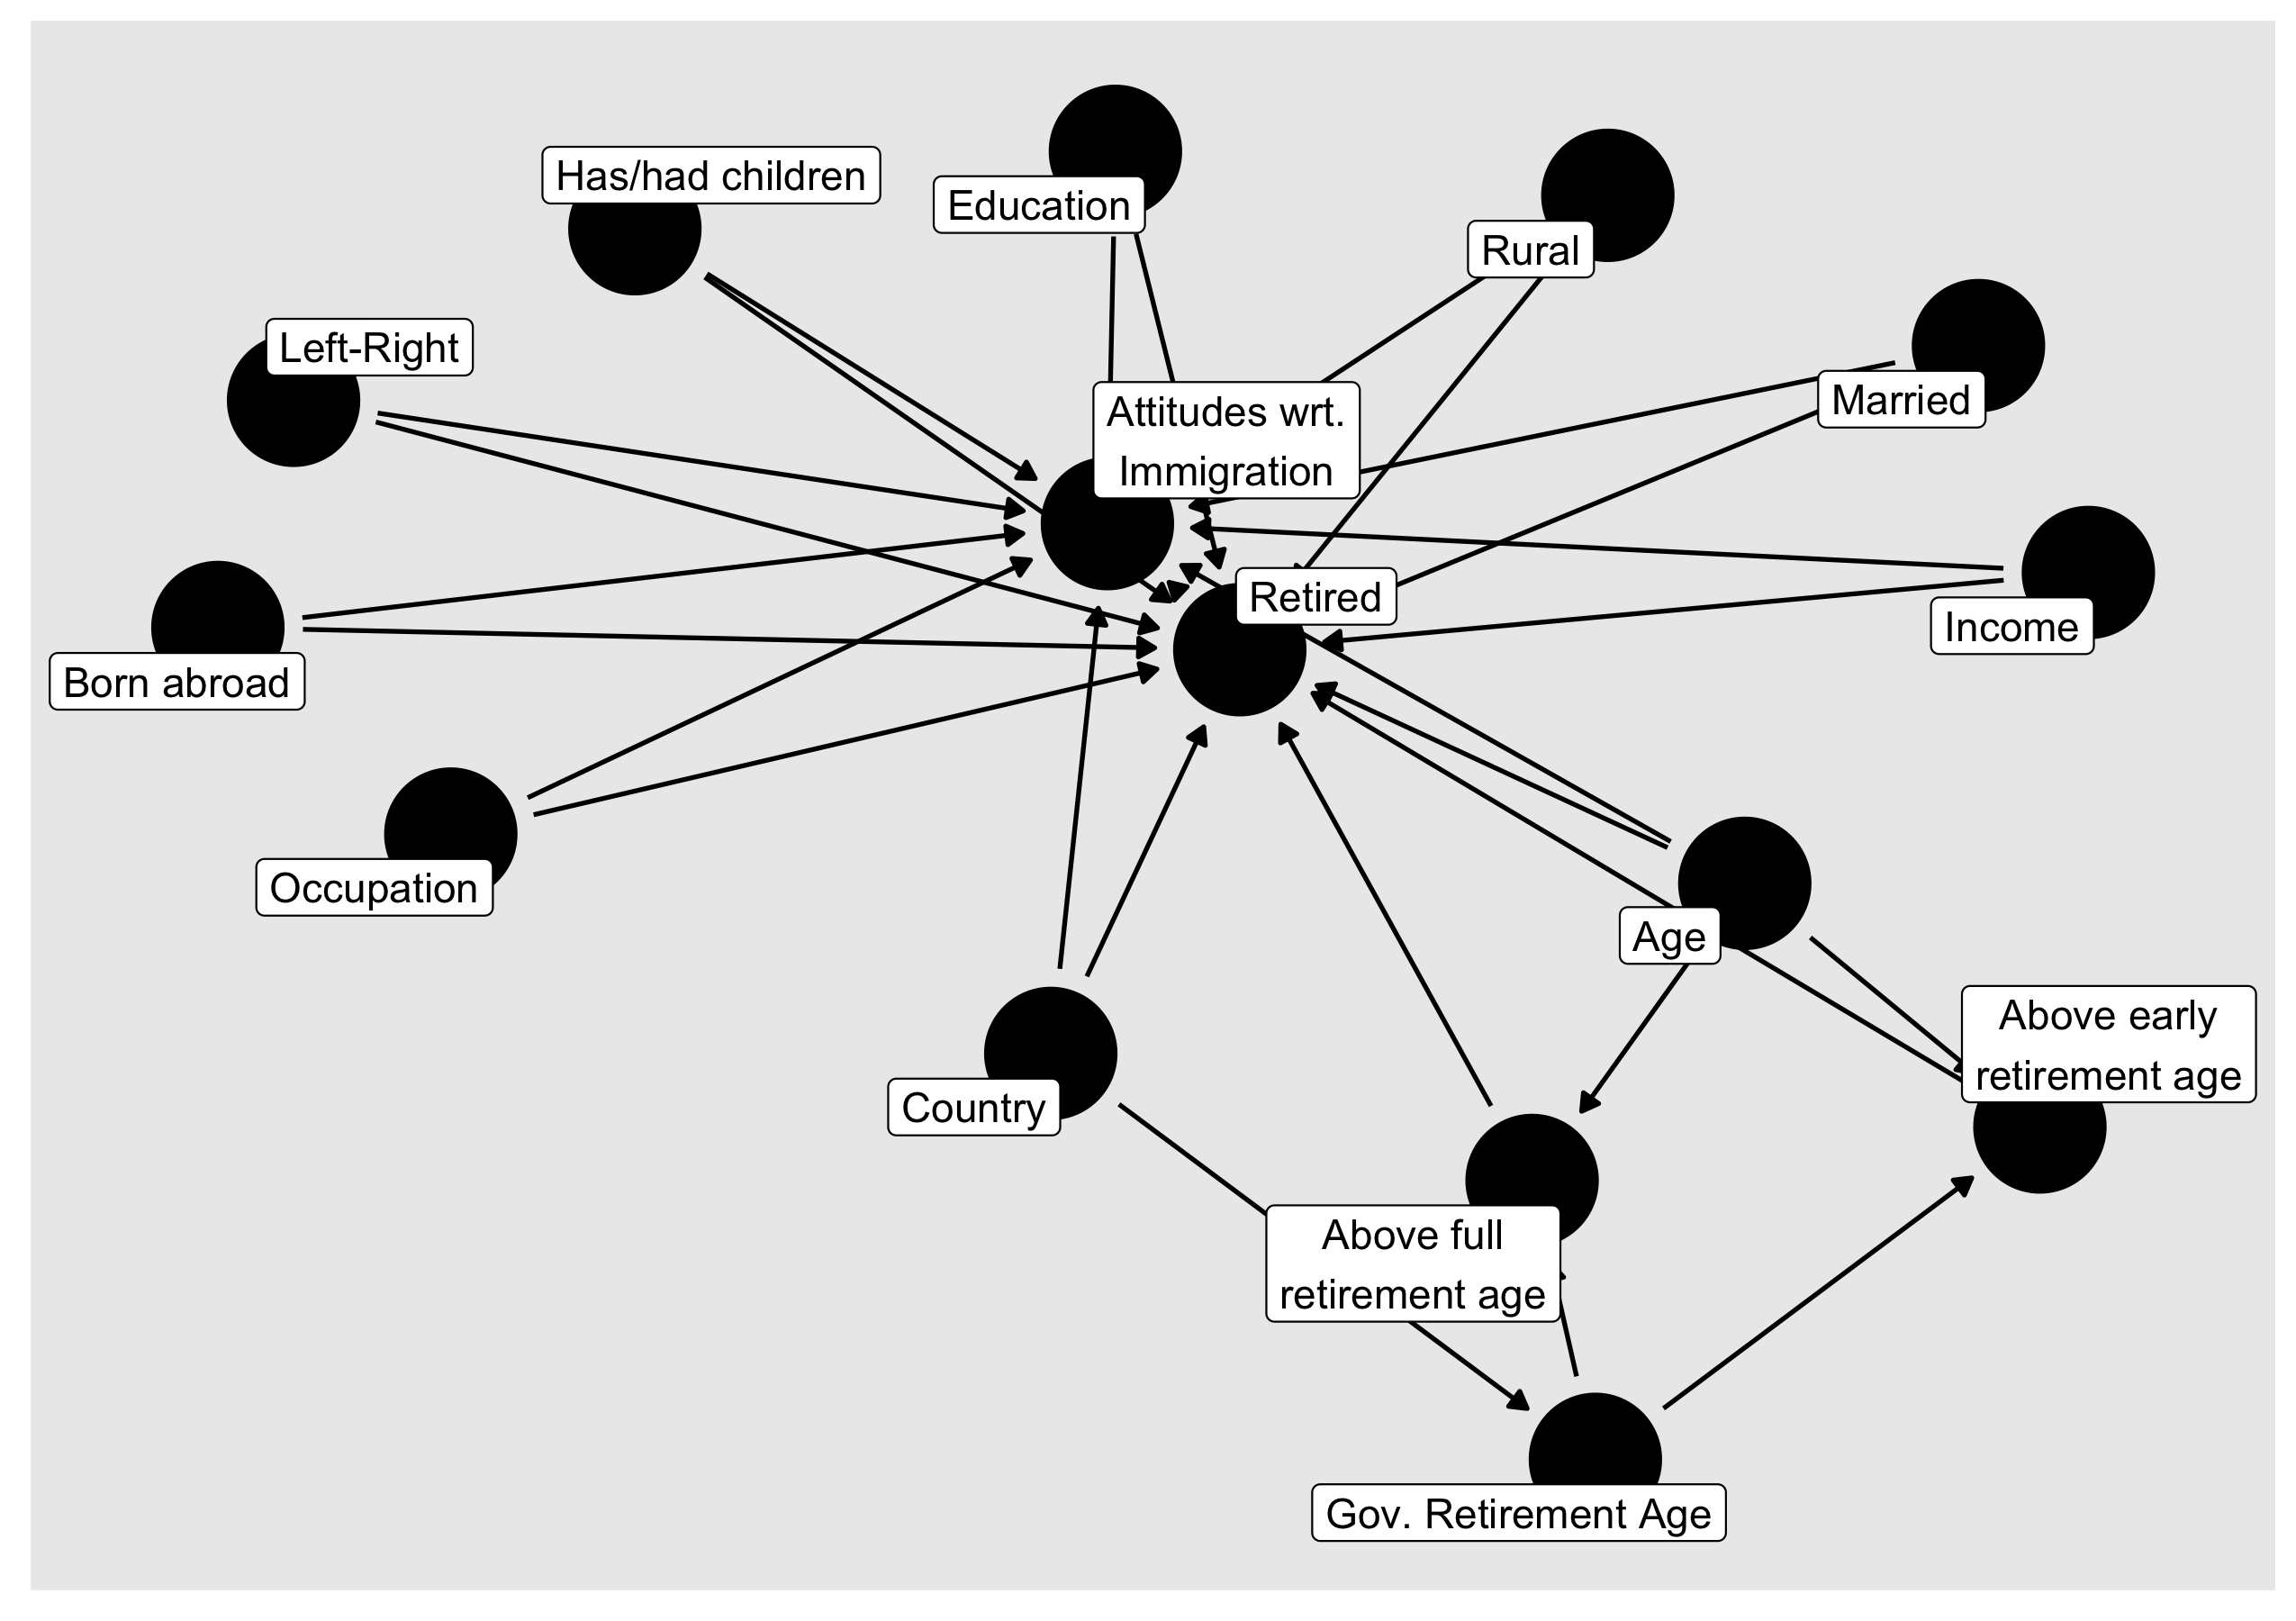 Has/had children
Education
Rural
Left-Right
Married
Attitudes wrt.
Immigration
Retired
Income
Born abroad
Occupation
Age
Above early
retirement age
Country
Above full
retirement age
Gov. Retirement Age